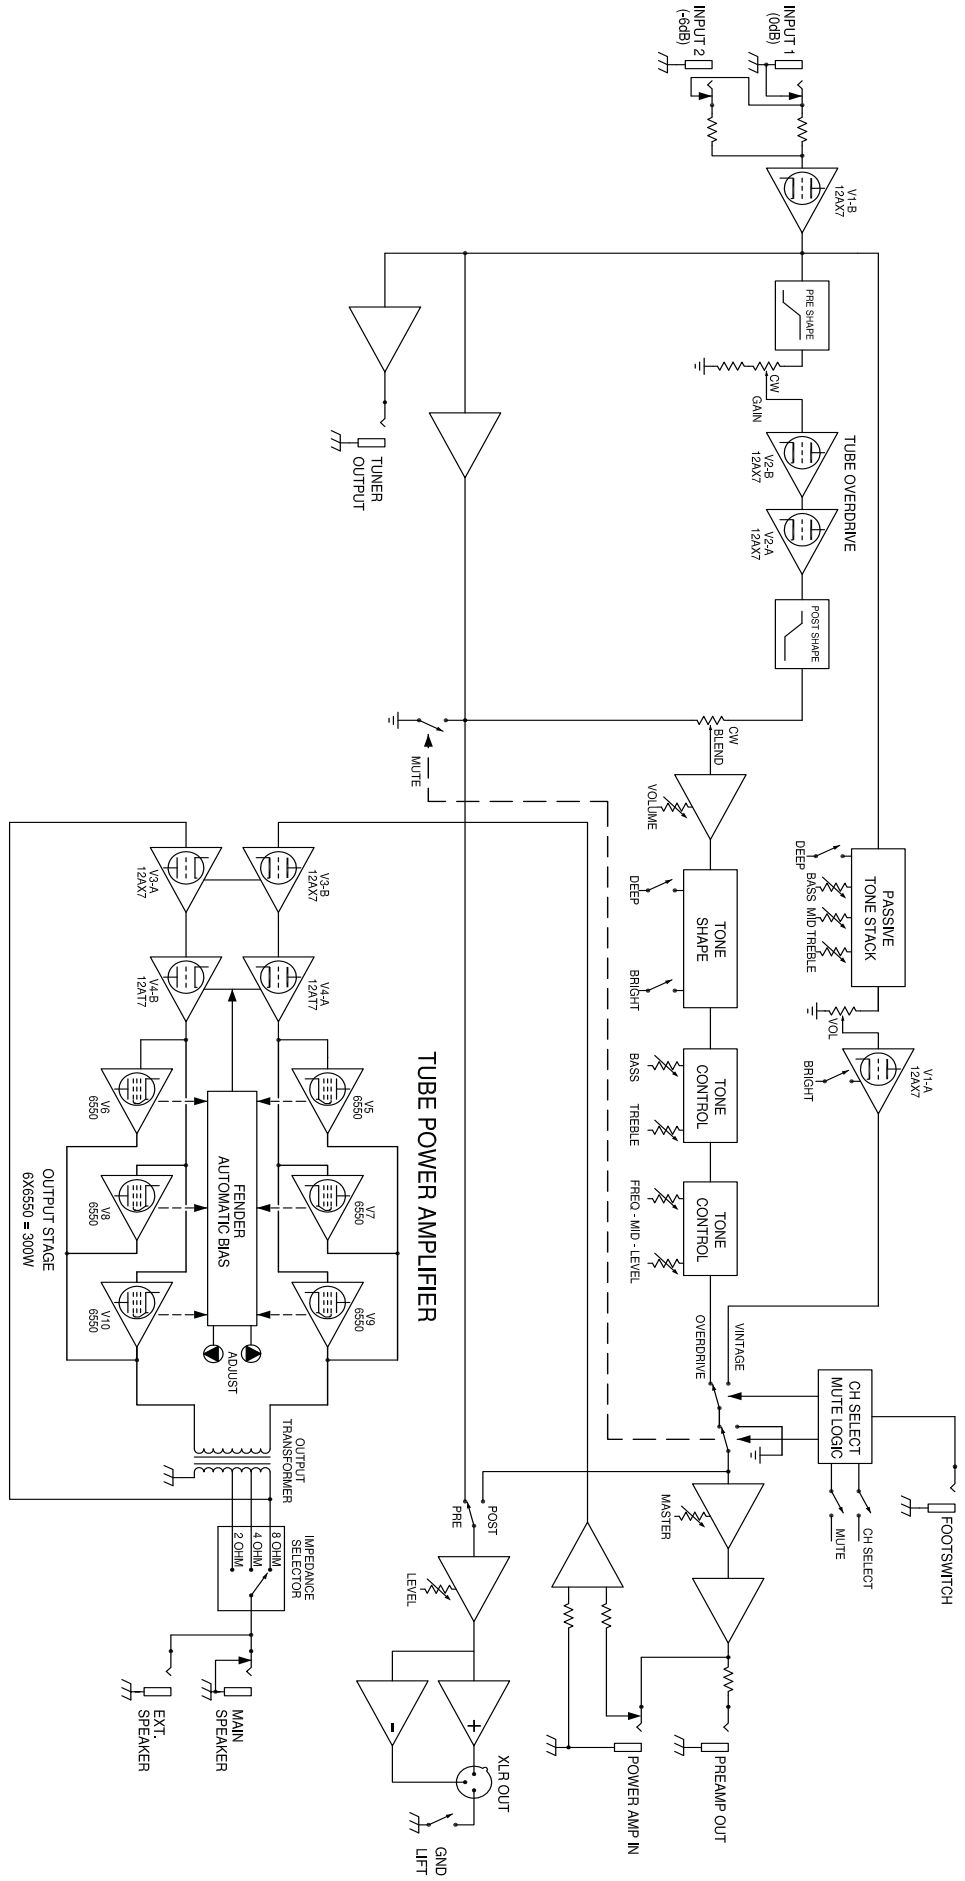 INPUT 1
(0dB)
INPUT 2
(-6dB)
V1-B
12AX7
PRE SHAPE
CW
GAIN
TUBE OVERDRIVE
V2-B
12AX7
V2-A
12AX7
POST SHAPE
TUNER
OUTPUT
CW
BLEND
MUTE
VOLUME
DEEP
TONE
SHAPE
BRIGHT
BASS
TONE
CONTROL
TREBLE
TONE
CONTROL
FREQ - MID - LEVEL
DEEP
BASS
MID
TREBLE
PASSIVE
TONE STACK
VOL
V1-A
12AX7
BRIGHT
VINTAGE
OVERDRIVE
CH SELECT
MUTE LOGIC
FOOTSWITCH
CH SELECT
MUTE
MASTER
PREAMP OUT
POWER AMP IN
POST
PRE
LEVEL
+
-
XLR OUT
GND
LIFT
TUBE POWER AMPLIFIER
V3-B
12AX7
V3-A
12AX7
V4-A
12AT7
V4-B
12AT7
V5
6550
V6
6550
V7
6550
V8
6550
V9
6550
V10
6550
FENDER
AUTOMATIC BIAS
ADJUST
OUTPUT STAGE
6X6550 = 300W
OUTPUT
TRANSFORMER
IMPEDANCE
SELECTOR
8 OHM
4 OHM
2 OHM
MAIN
SPEAKER
EXT.
SPEAKER